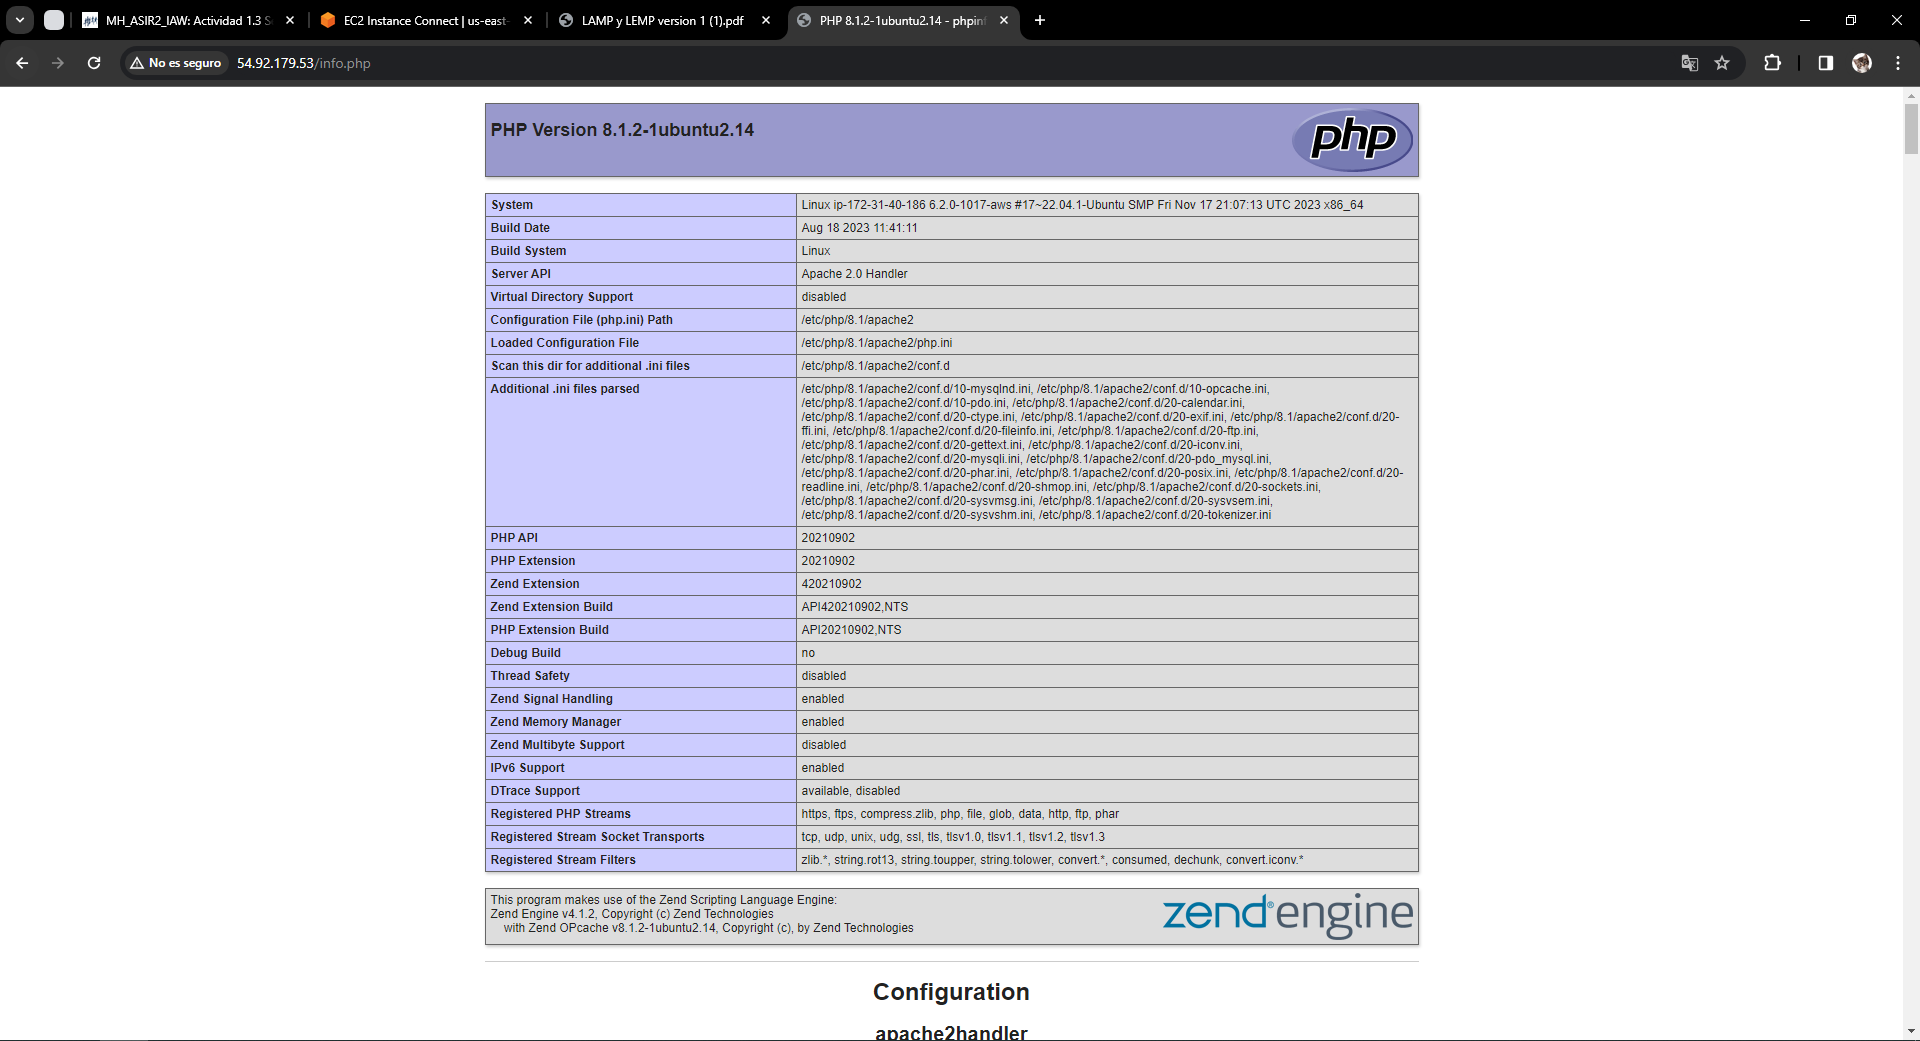 MH_ASIR2_IAW: Actividad 1.3 S
EC2 Instance Connect | us-east-
LAMP y LEMP version 1 (1).pdf
PHP 8.1.2-1ubuntu2.14 - phpinf
No es seguro
54.92.179.53/info.php
PHP Version 8.1.2-1ubuntu2.14
php
System Linux ip-172-31-40-186 6.2.0-1017-aws #17~22.04.1-Ubuntu SMP Fri Nov 17 21:07:13 UTC 2023 x86_64
Build Date Aug 18 2023 11:41:11
Build System Linux
Server API Apache 2.0 Handler
Virtual Directory Support disabled
Configuration File (php.ini) Path /etc/php/8.1/apache2
Loaded Configuration File /etc/php/8.1/apache2/php.ini
Scan this dir for additional .ini files /etc/php/8.1/apache2/conf.d
Additional .ini files parsed /etc/php/8.1/apache2/conf.d/10-mysqlnd.ini, /etc/php/8.1/apache2/conf.d/10-opcache.ini,
/etc/php/8.1/apache2/conf.d/10-pdo.ini, /etc/php/8.1/apache2/conf.d/20-calendar.ini,
/etc/php/8.1/apache2/conf.d/20-ctype.ini, /etc/php/8.1/apache2/conf.d/20-exif.ini, /etc/php/8.1/apache2/conf.d/20-
ffi.ini, /etc/php/8.1/apache2/conf.d/20-fileinfo.ini, /etc/php/8.1/apache2/conf.d/20-ftp.ini,
/etc/php/8.1/apache2/conf.d/20-gettext.ini, /etc/php/8.1/apache2/conf.d/20-iconv.ini,
/etc/php/8.1/apache2/conf.d/20-mysqli.ini, /etc/php/8.1/apache2/conf.d/20-pdo_mysql.ini,
/etc/php/8.1/apache2/conf.d/20-phar.ini, /etc/php/8.1/apache2/conf.d/20-posix.ini, /etc/php/8.1/apache2/conf.d/20-
readline.ini, /etc/php/8.1/apache2/conf.d/20-shmop.ini, /etc/php/8.1/apache2/conf.d/20-sockets.ini,
/etc/php/8.1/apache2/conf.d/20-sysvmsg.ini, /etc/php/8.1/apache2/conf.d/20-sysvsem.ini,
/etc/php/8.1/apache2/conf.d/20-sysvshm.ini, /etc/php/8.1/apache2/conf.d/20-tokenizer.ini
PHP API 20210902
PHP Extension 20210902
Zend Extension 420210902
Zend Extension Build API420210902,NTS
PHP Extension Build API20210902,NTS
Debug Build no
Thread Safety disabled
Zend Signal Handling enabled
Zend Memory Manager enabled
Zend Multibyte Support disabled
IPv6 Support enabled
DTrace Support available, disabled
Registered PHP Streams https, ftps, compress.zlib, php, file, glob, data, http, ftp, phar
Registered Stream Socket Transports tcp, udp, unix, udg, ssl, tls, tlsv1.0, tlsv1.1, tlsv1.2, tlsv1.3
Registered Stream Filters zlib.*, string.rot13, string.toupper, string.tolower, convert.*, consumed, dechunk, convert.iconv.*
This program makes use of the Zend Scripting Language Engine:
Zend Engine v4.1.2, Copyright (c) Zend Technologies
with Zend OPcache v8.1.2-1ubuntu2.14, Copyright (c), by Zend Technologies
zend®engine
Configuration
apache2handler